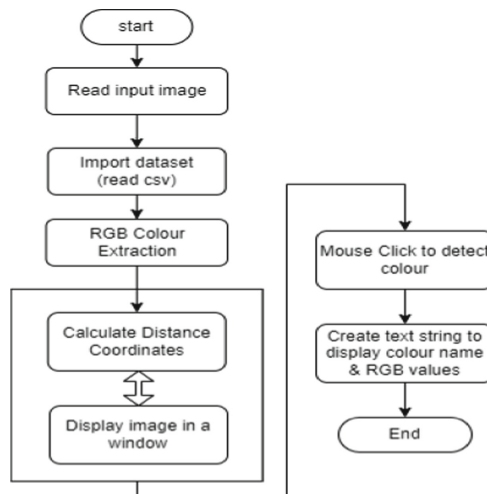 start
Read input image
Import dataset
(read csv)
RGB Colour
Extraction
Calculate Distance
Coordinates
Display image in a
window
Mouse Click to detect
colour
Create text string to
display colour name
& RGB values
End